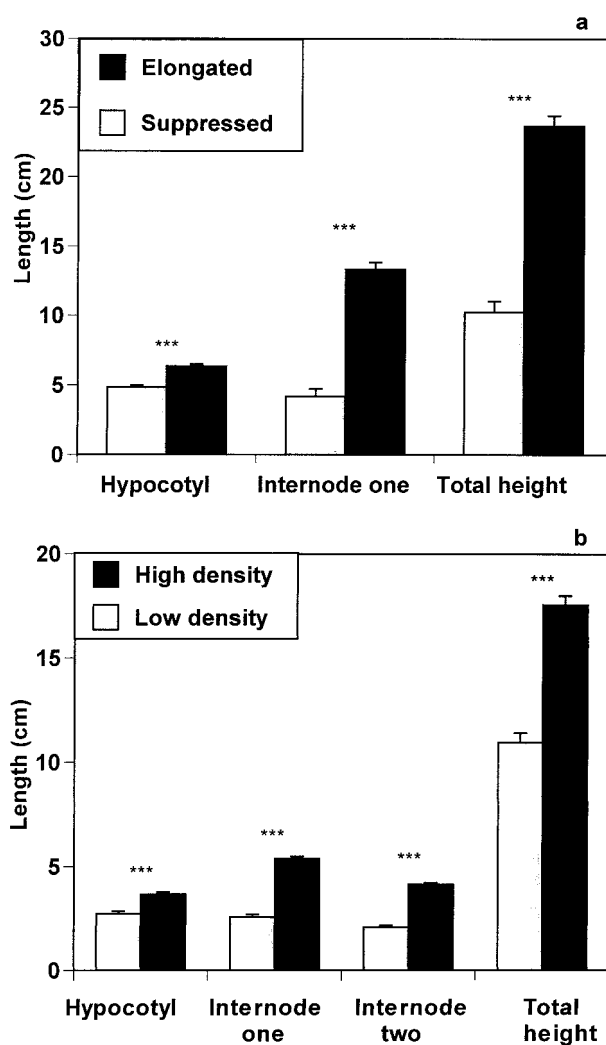 a
30
Elongated
Suppressed
25
20
15
10
5
0
Length (cm)
***
***
***
Hypocotyl
Internode one
Total height
b
20
High density
Low density
15
10
5
0
Length (cm)
***
***
***
***
Hypocotyl
Internode
one
Internode
two
Total
height